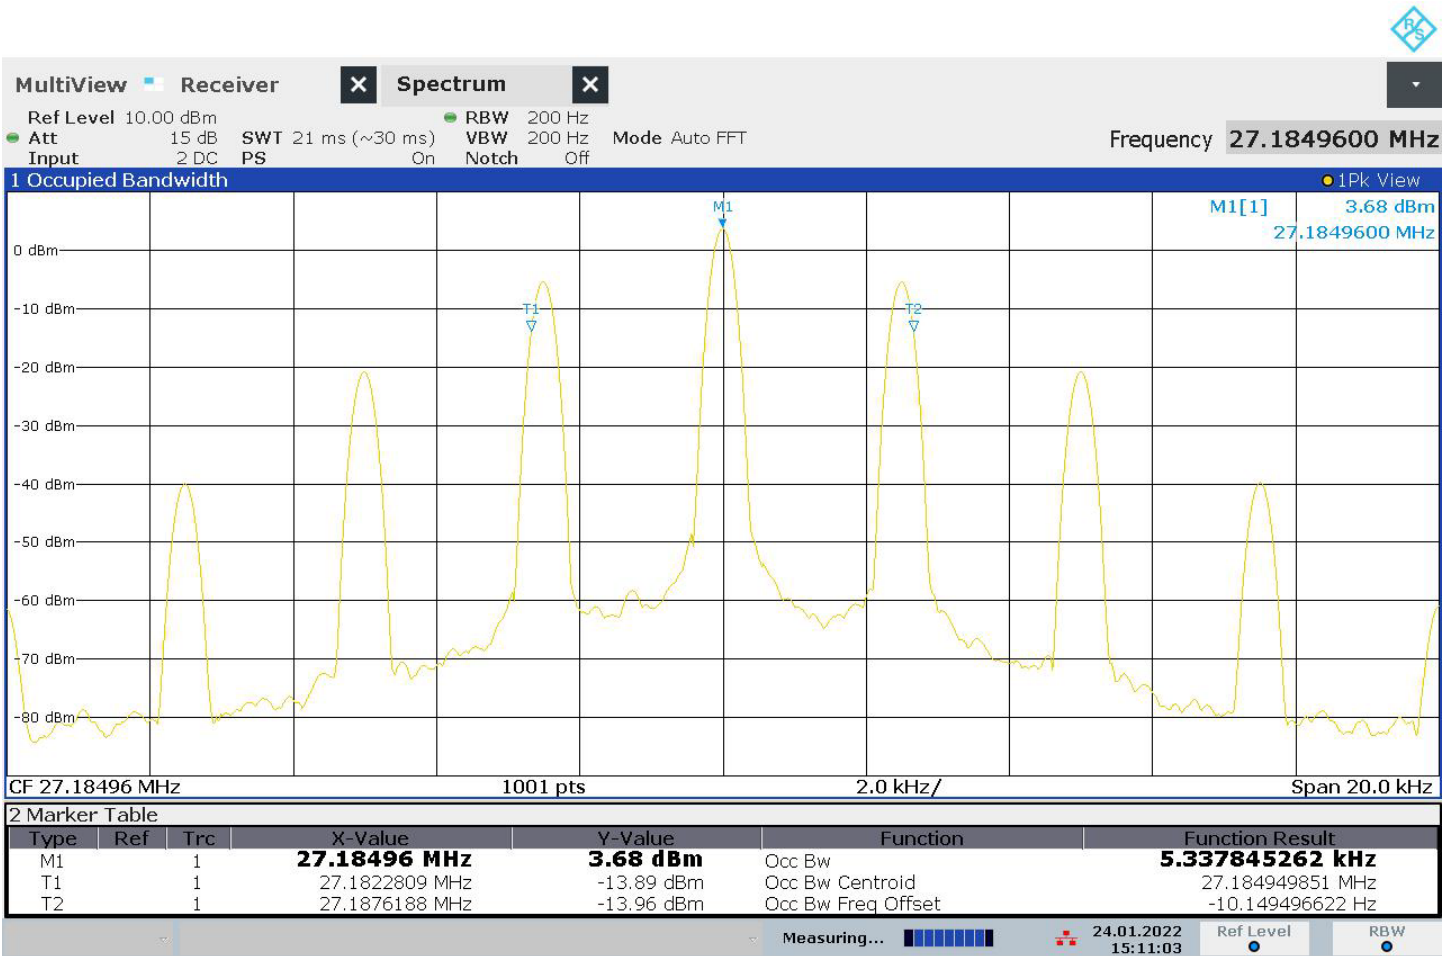 R&S
MultiView Receiver X Spectrum X
Ref Level 10.00 dBm RBW 200 Hz
Att 15 dB SWT 21 ms (~30 ms) VBW 200 Hz Mode Auto FFT Frequency 27.1849600 MHz
Input 2 DC PS On Notch Off
1 Occupied Bandwidth 1Pk View
M1 M1[1] 3.68 dBm
27.1849600 MHz
0 dBm
-10 dBm T1 T2
-20 dBm
-30 dBm
-40 dBm
-50 dBm
-60 dBm
-70 dBm
-80 dBm
CF 27.18496 MHz 1001 pts 2.0 kHz/ Span 20.0 kHz
2 Marker Table
Type Ref Trc X-Value Y-Value Function Function Result
M1 1 27.18496 MHz 3.68 dBm Occ Bw 5.337845262 kHz
T1 1 27.1822809 MHz -13.89 dBm Occ Bw Centroid 27.184949851 MHz
T2 1 27.1876188 MHz -13.96 dBm Occ Bw Freq Offset -10.149496622 Hz
Measuring... 24.01.2022 Ref Level RBW
15:11:03